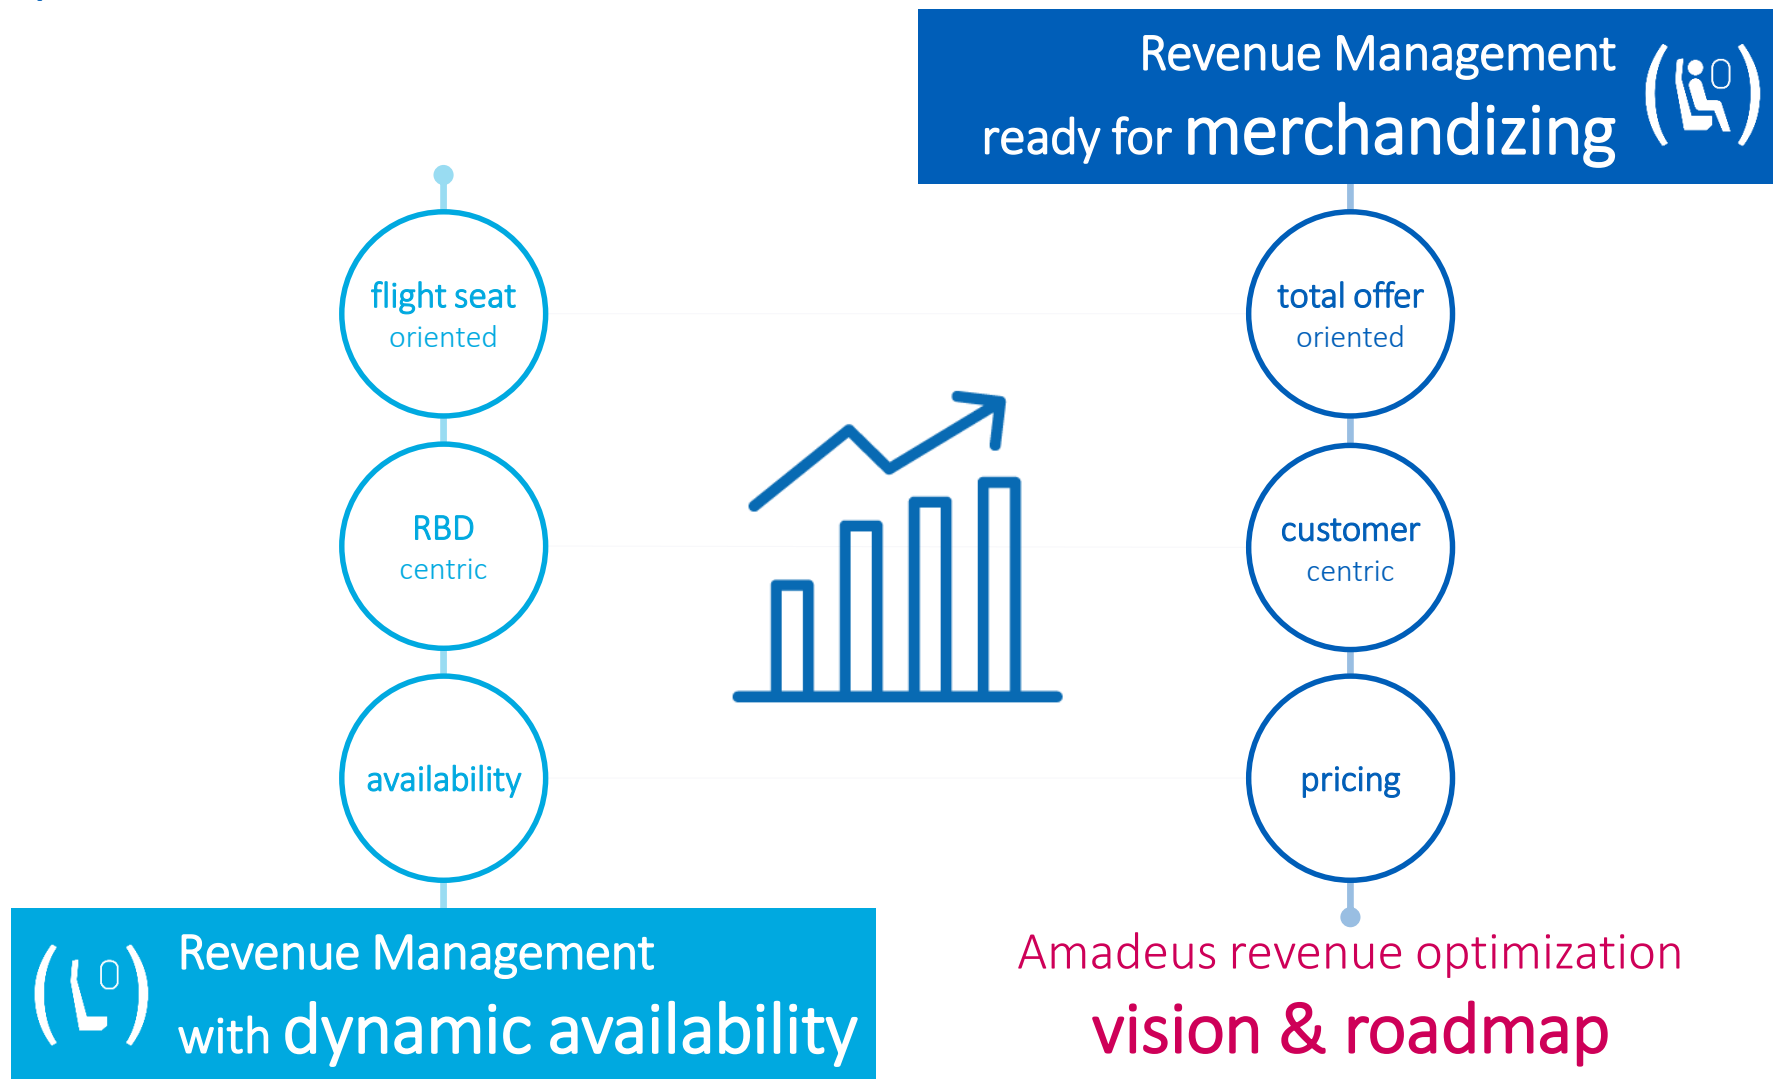 Revenue Management
ready for merchandizing
flight seat
oriented
total offer
oriented
RBD
centric
customer
centric
availability
pricing
Revenue Management
with dynamic availability
Amadeus revenue optimization
vision & roadmap